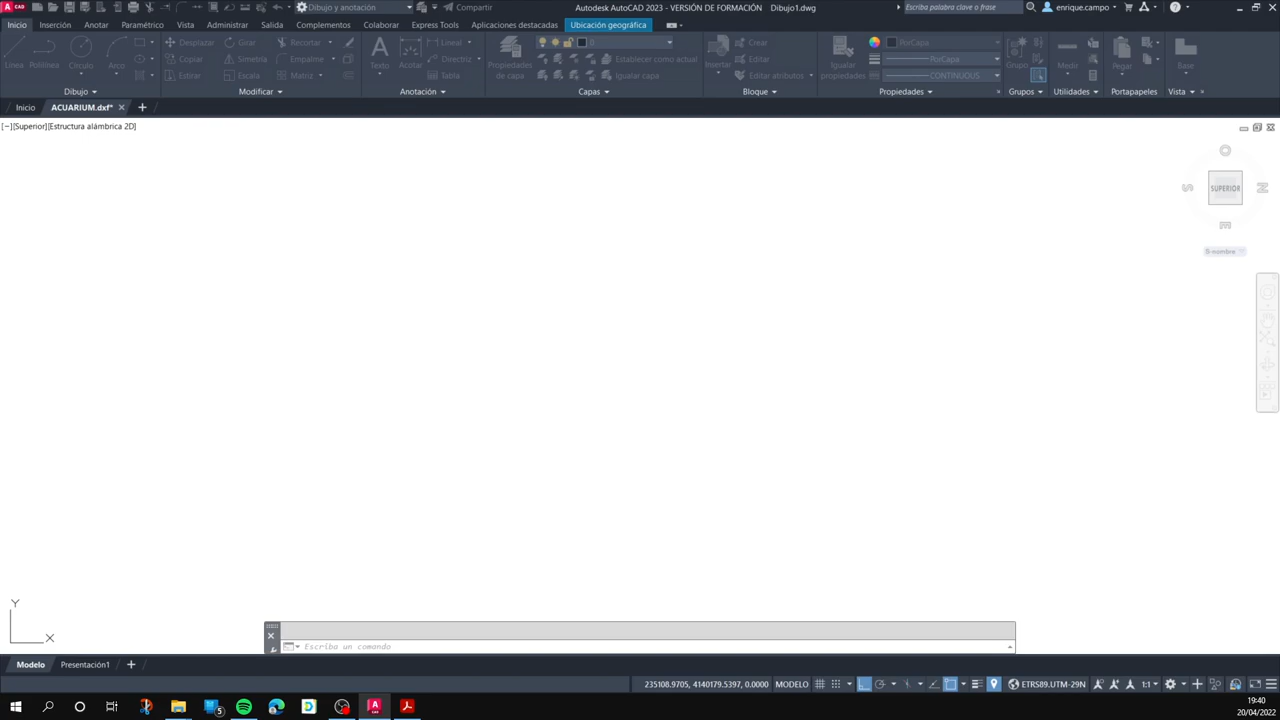 CAD Dibujo y anotación Compartir Autodesk AutoCAD 2023 - VERSIÓN DE FORMACIÓN Dibujo1.dwg Escriba palabra clave o frase enrique.campo
Inicio Inserción Anotar Paramétrico Vista Administrar Salida Complementos Colaborar Express Tools Aplicaciones destacadas Ubicación geográfica
Línea Polilínea Círculo Arco Desplazar Girar Recortar Texto Acotar Lineal Propiedades de capa 0 Insertar Crear Igualar propiedades PorCapa Grupo Medir Pegar Base
Copiar Simetría Empalme Directriz Establecer como actual Editar PorCapa
Estirar Escala Matriz Tabla Igualar capa Editar atributos CONTINUOUS
Dibujo Modificar Anotación Capas Bloque Propiedades Grupos Utilidades Portapapeles Vista
Inicio ACUARIUM.dxf*
[−][Superior][Estructura alámbrica 2D]
O
S SUPERIOR N
E
S-nombre
Y
X
Escriba un comando
Modelo Presentación1
235108.9705, 4140179.5397, 0.0000 MODELO ETRS89.UTM-29N 1:1
5
19:40
20/04/2022